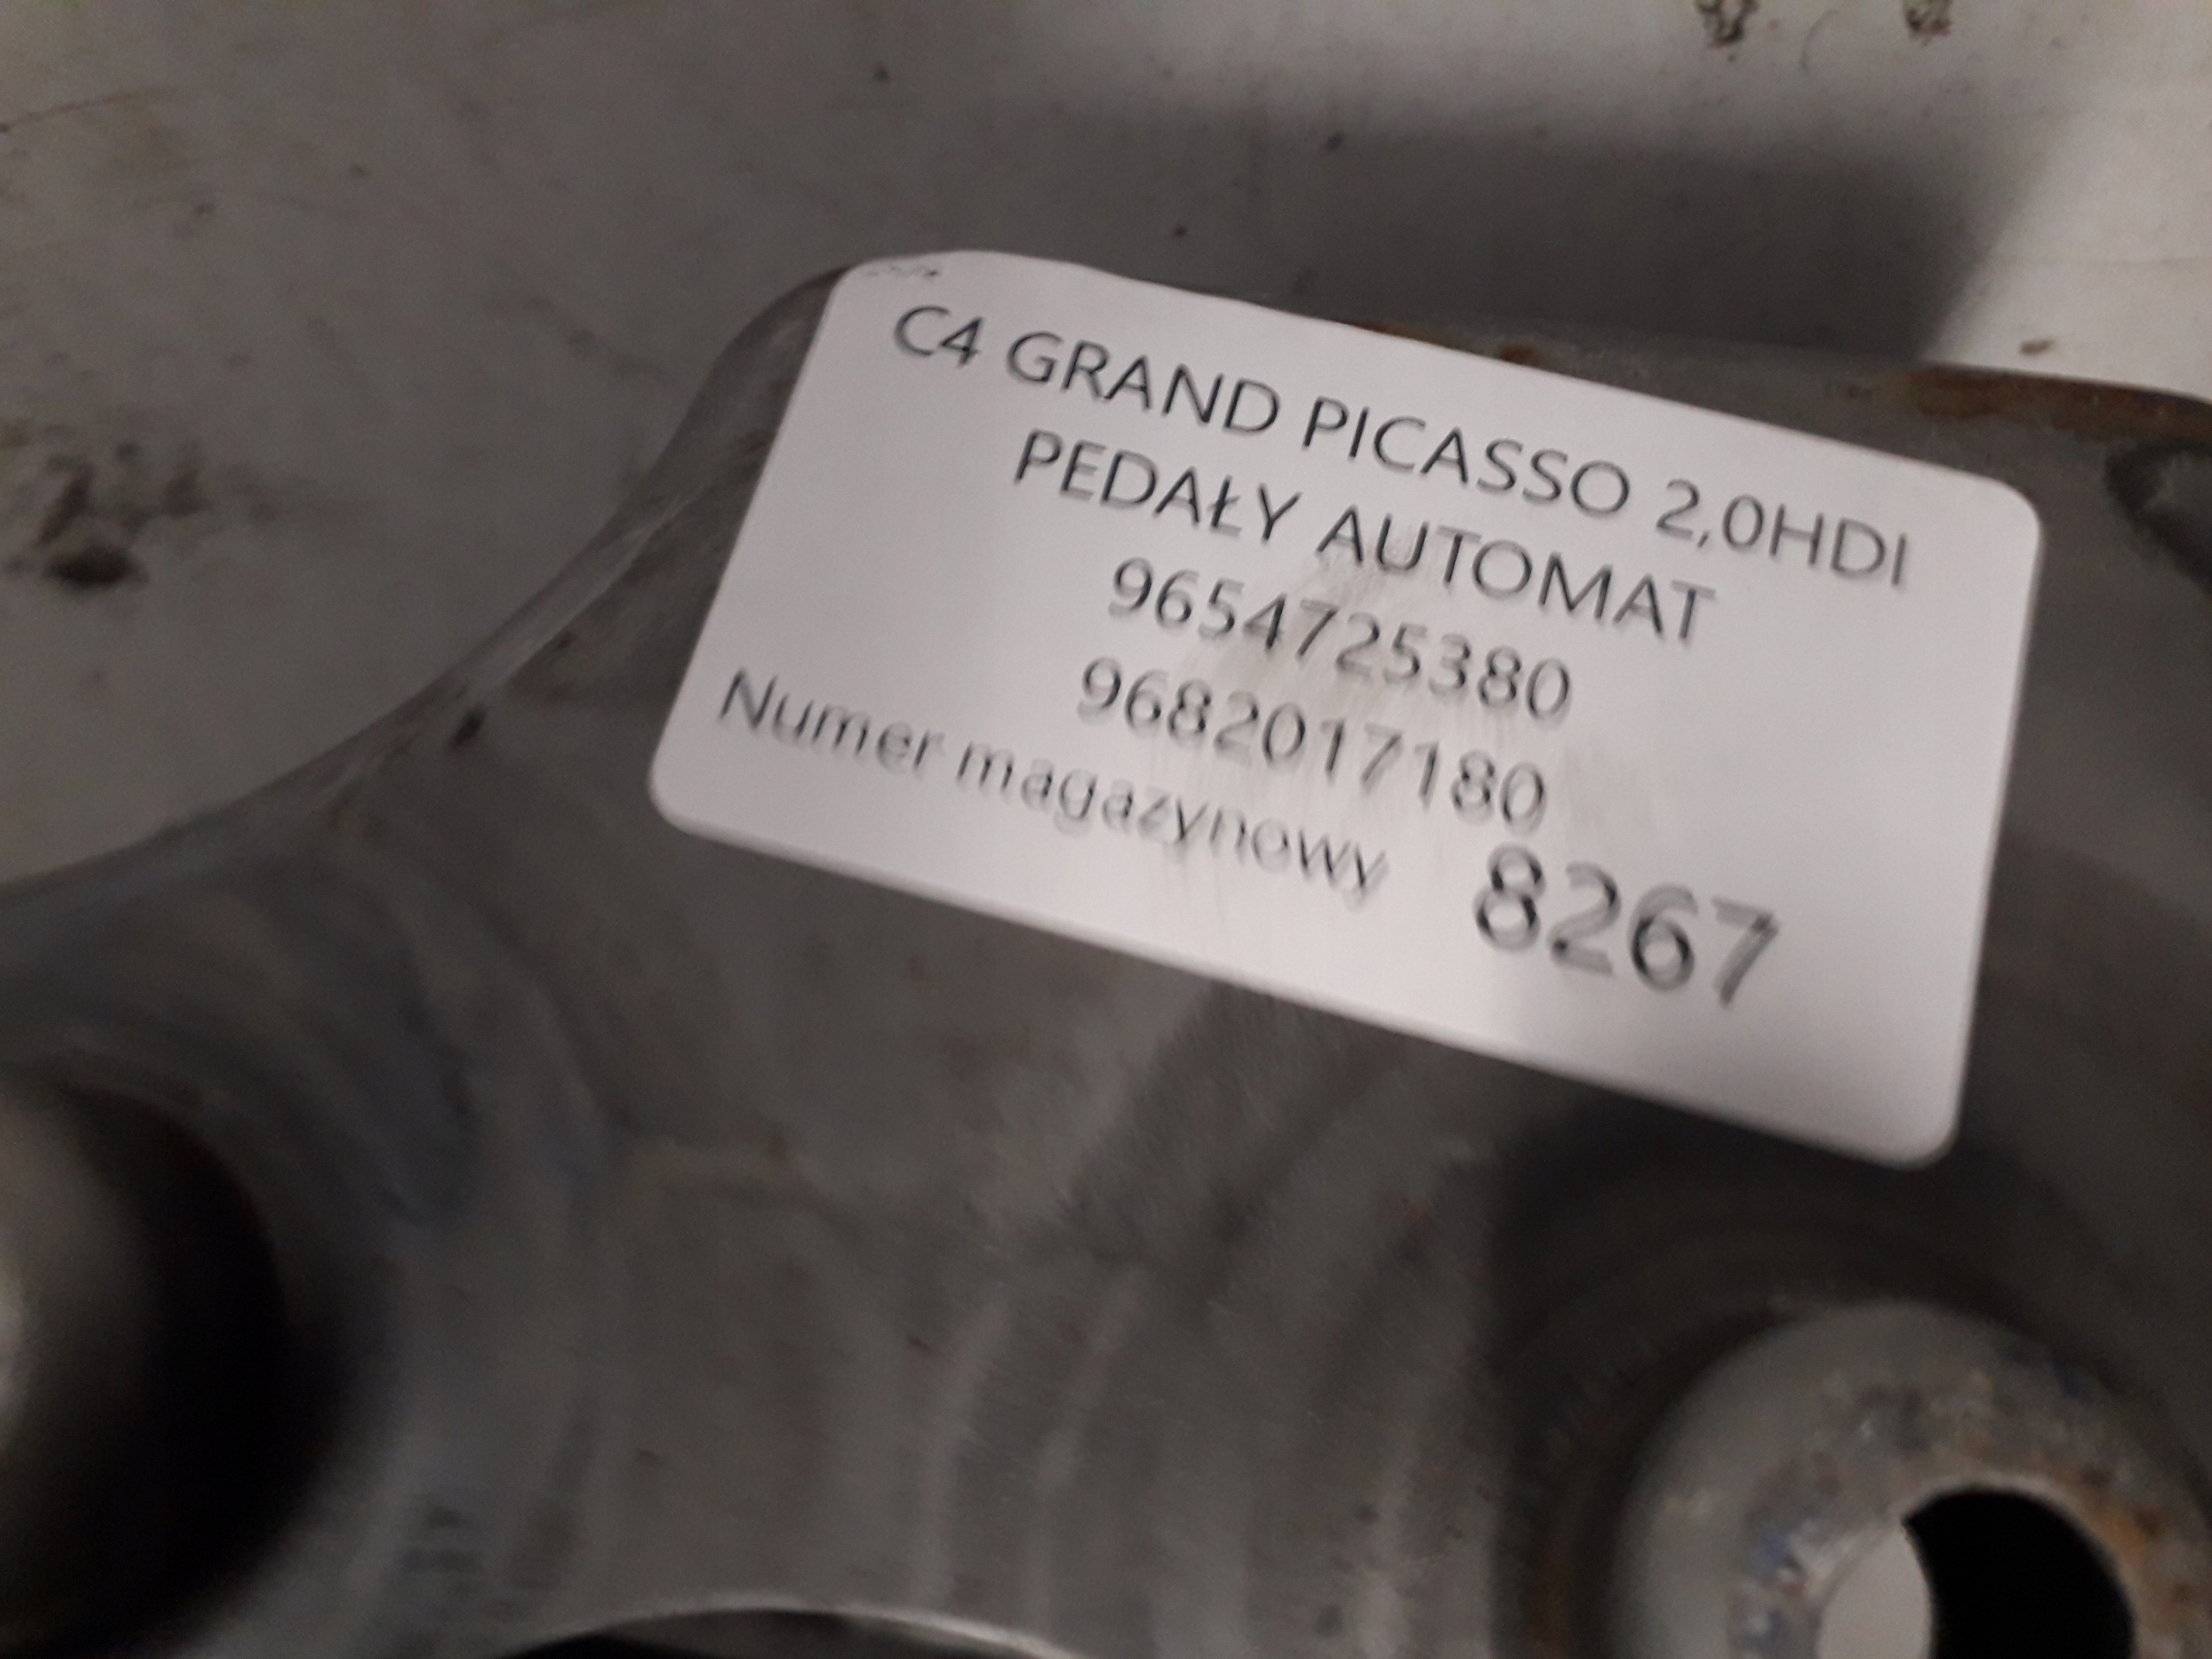 C4 GRAND PICASSO 2,0HDI
PEDAŁY AUTOMAT
9654725380
9682017180
Numer magazynowy 8267